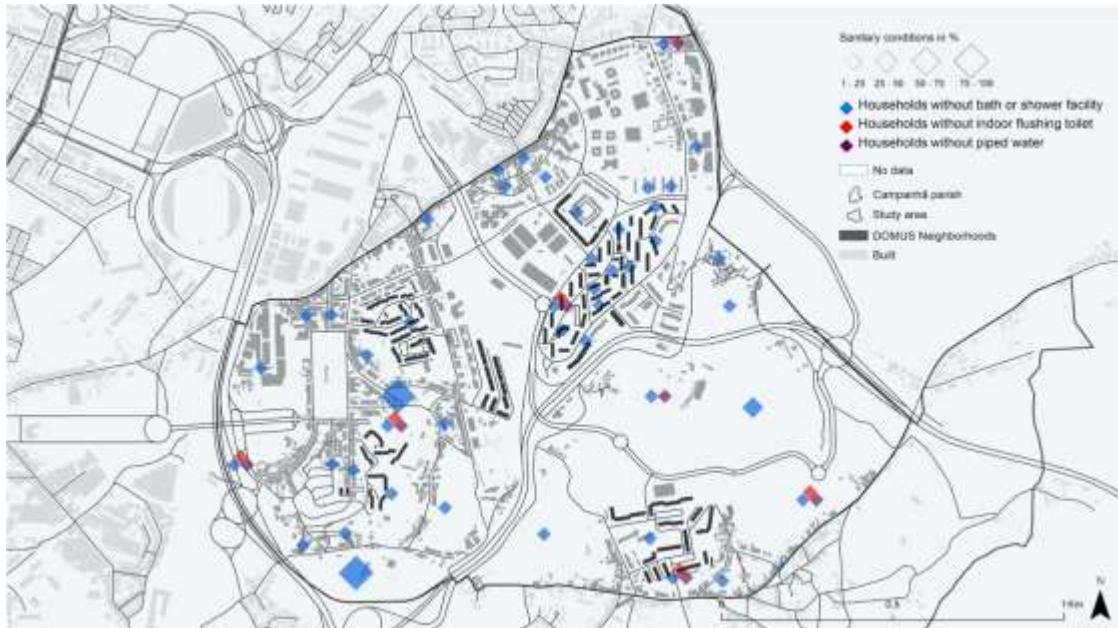 Sanitary conditions in %
1 - 25 25 - 50 50 - 75 75 - 100
Households without bath or shower facility
Households without indoor flushing toilet
Households without piped water
No data
Campanhã parish
Study area
DOMUS Neighborhoods
Built
N
0 0,5 1 Km